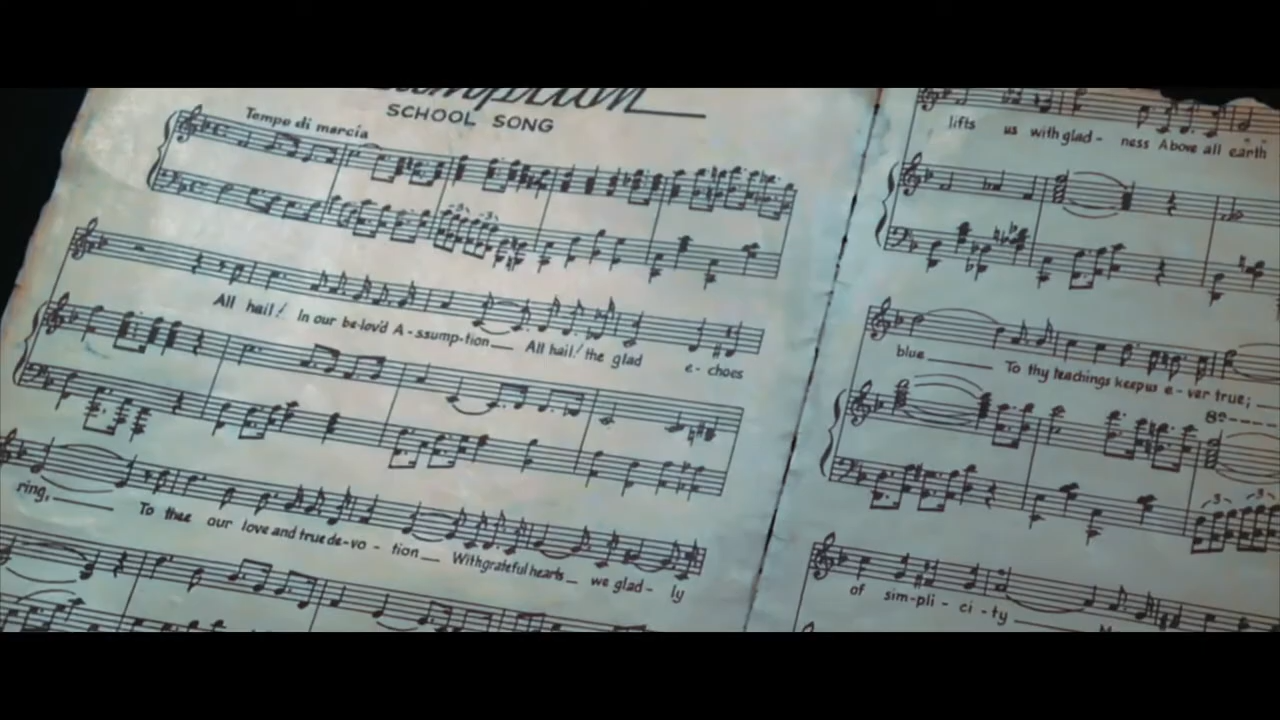 SCHOOL SONG
Tempo di marcia
All hail! In our be-lov'd A-ssump-tion All hail! the glad e-choes
ring, To thee our love and true de-vo-tion With grateful hearts we glad-ly
lifts us with glad-ness Above all earth
blue To thy teachings keep us e-ver true;
8º
of sim-pli-ci-ty